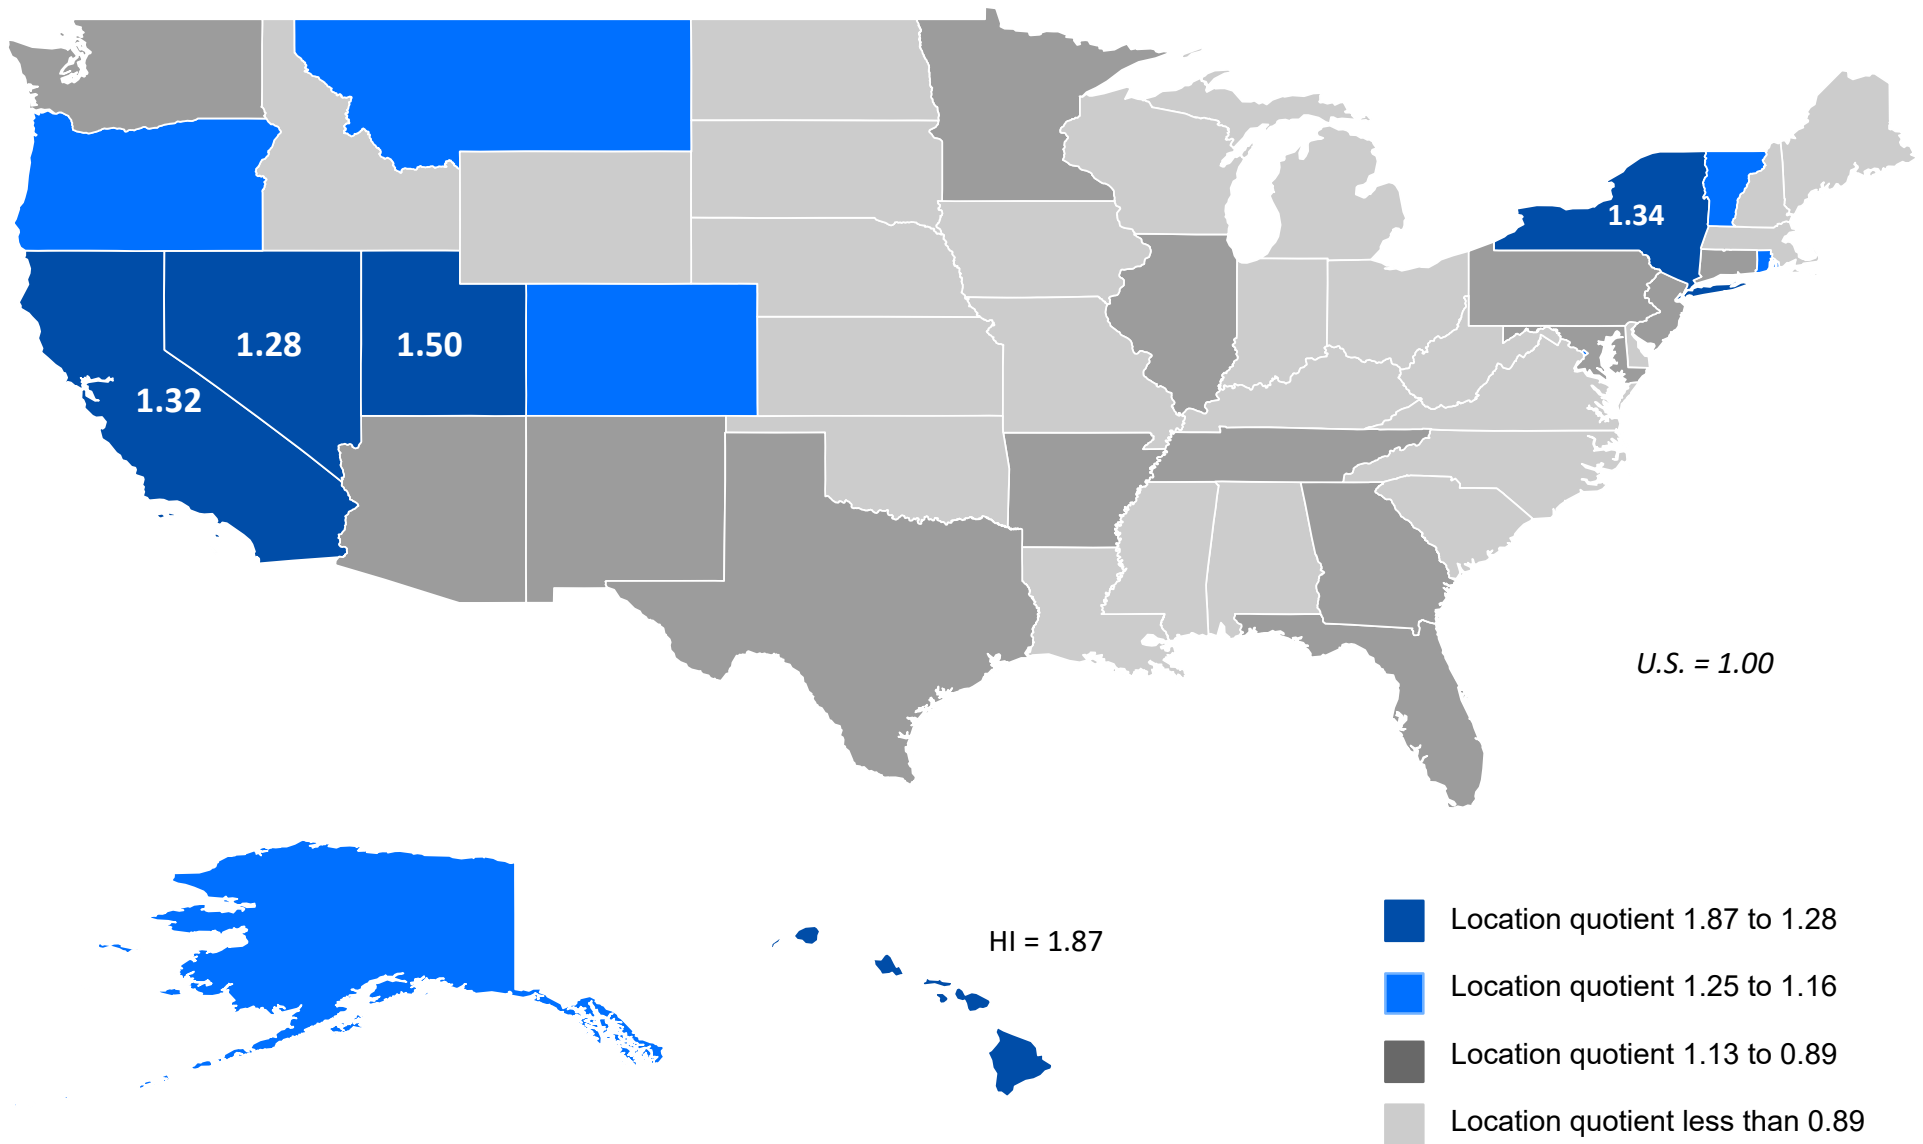 1.34
1.28
1.50
1.32
U.S. = 1.00
HI = 1.87
Location quotient 1.87 to 1.28
Location quotient 1.25 to 1.16
Location quotient 1.13 to 0.89
Location quotient less than 0.89